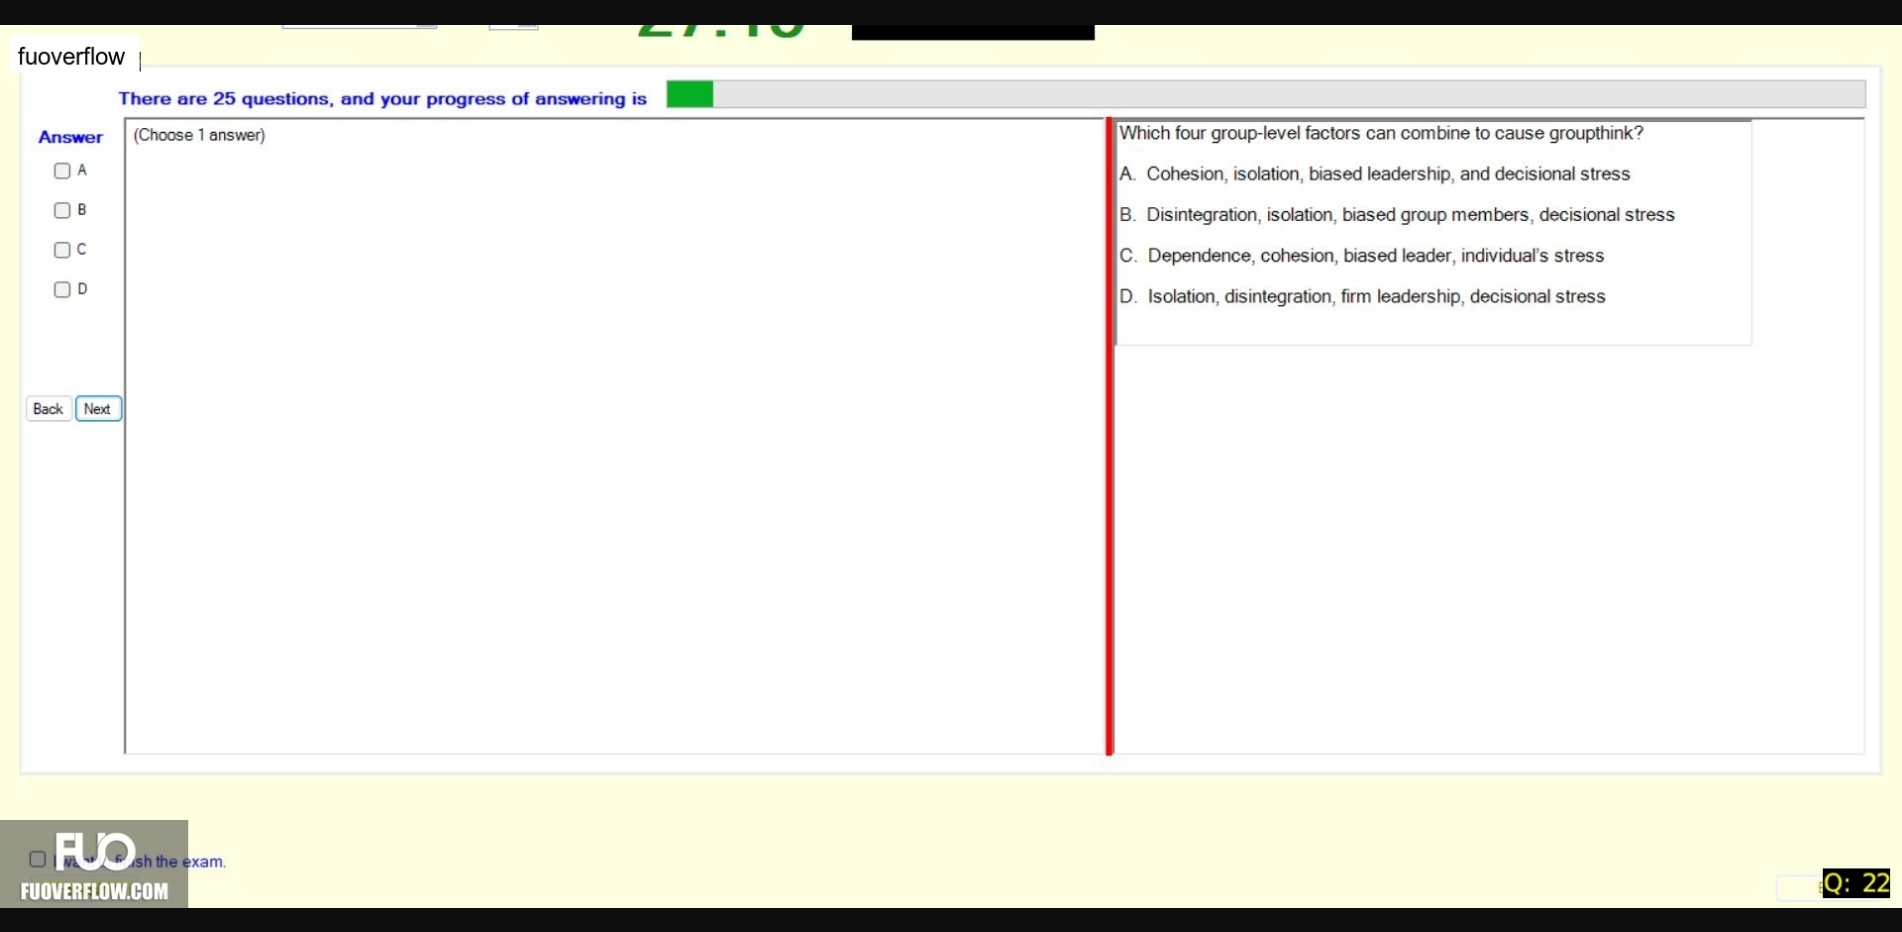 fuoverflow
There are 25 questions, and your progress of answering is
Answer
(Choose 1 answer)
A
B
C
D
Back Next
Which four group-level factors can combine to cause groupthink?
A. Cohesion, isolation, biased leadership, and decisional stress
B. Disintegration, isolation, biased group members, decisional stress
C. Dependence, cohesion, biased leader, individual's stress
D. Isolation, disintegration, firm leadership, decisional stress
FUO
the exam.
FUOVERFLOW.COM
Q: 22